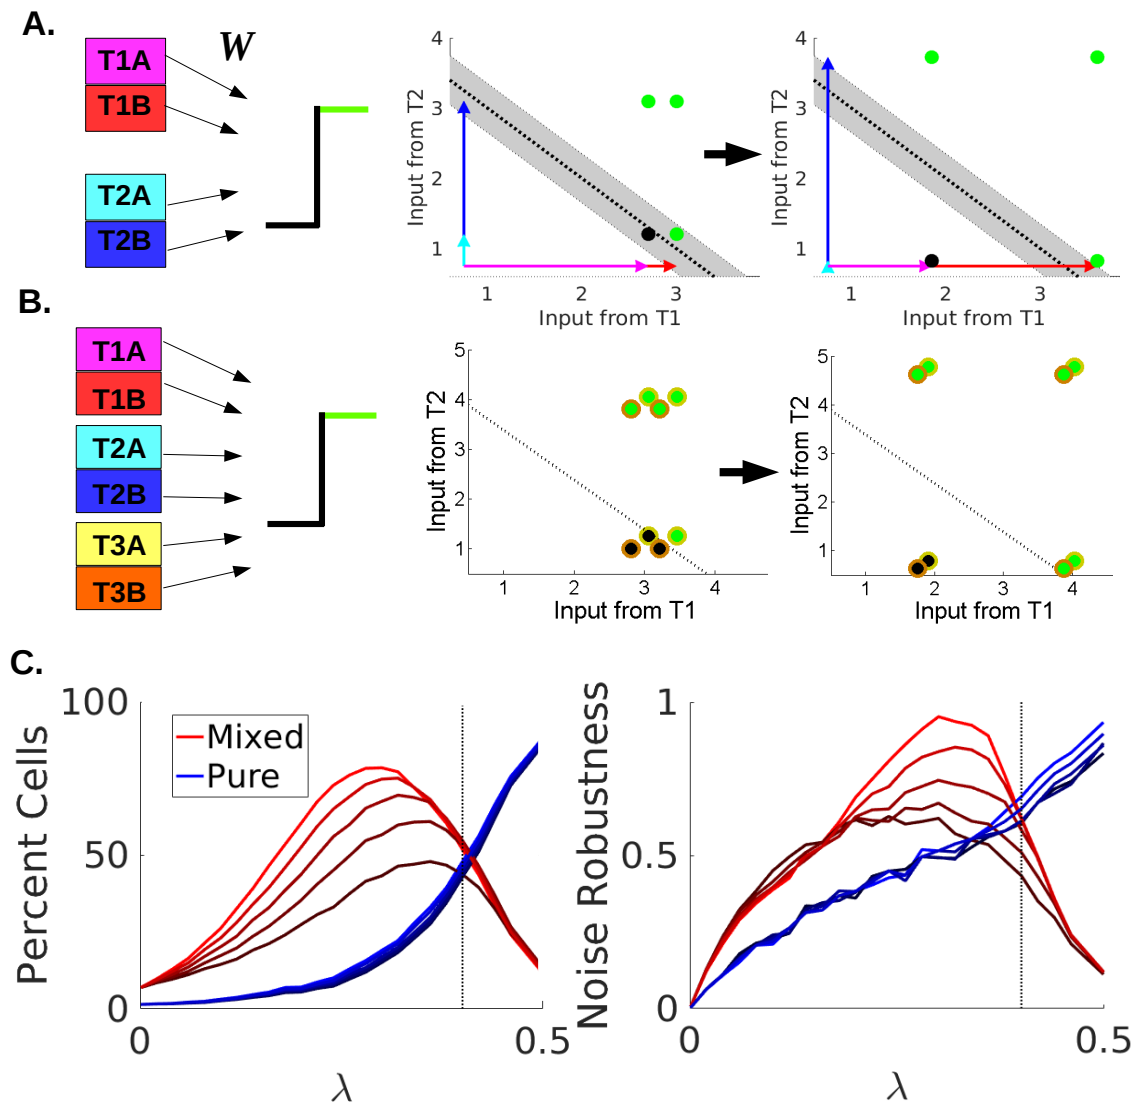 A.
T1A
T1B
T2A
T2B
W
4
3
2
1
Input from T2
1 2 3
Input from T1
4
3
2
1
Input from T2
1 2 3
Input from T1
B.
T1A
T1B
T2A
T2B
T3A
T3B
5
4
3
2
1
Input from T2
1 2 3 4
Input from T1
5
4
3
2
1
Input from T2
1 2 3 4
Input from T1
C.
100
50
0
Percent Cells
Mixed
Pure
0 0.5
λ
1
0.5
0
Noise Robustness
0 0.5
λ